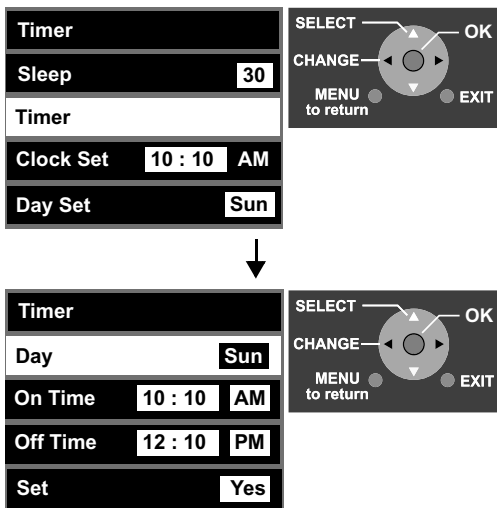 Timer
Sleep 30
Timer
Clock Set 10 : 10 AM
Day Set Sun
SELECT
OK
CHANGE
MENU
to return
EXIT
Timer
Day Sun
On Time 10 : 10 AM
Off Time 12 : 10 PM
Set Yes
SELECT
OK
CHANGE
MENU
to return
EXIT